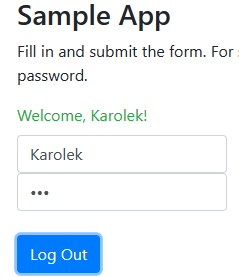 Sample App
Fill in and submit the form. For
password.
Welcome, Karolek!
Karolek
•••
Log Out